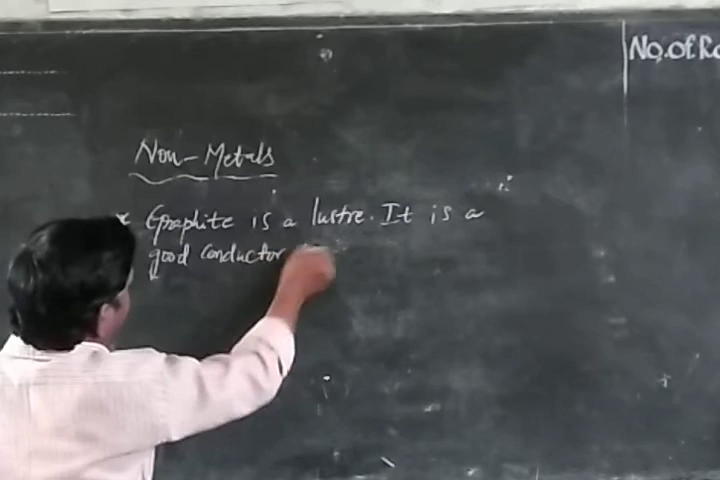 No. of Ro
Non-Metals
* Graphite is a lustre. It is a
good conductor